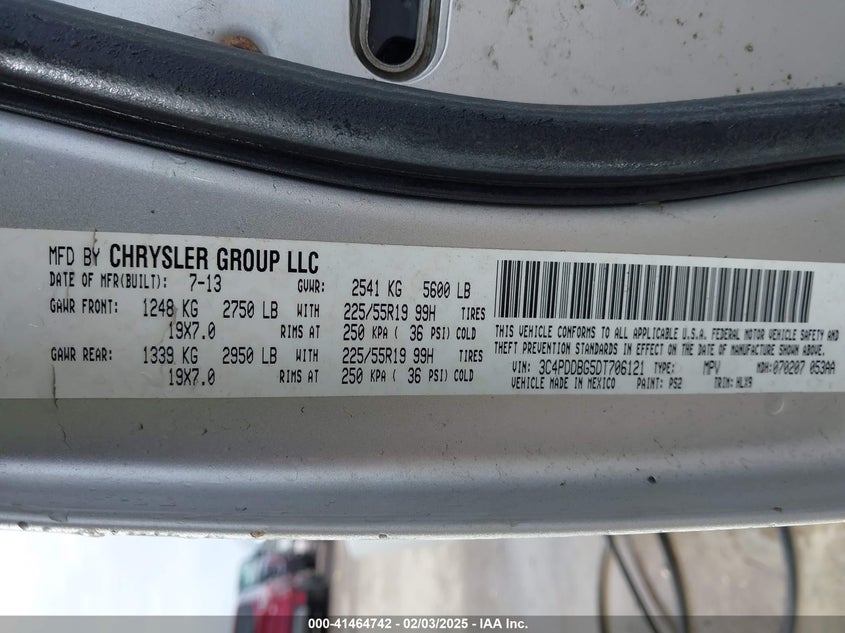 MFD BY CHRYSLER GROUP LLC
DATE OF MFR(BUILT): 7-13 GVWR: 2541 KG 5600 LB
GAWR FRONT: 1248 KG 2750 LB WITH 225/55R19 99H TIRES
19X7.0 RIMS AT 250 KPA ( 36 PSI) COLD
GAWR REAR: 1339 KG 2950 LB WITH 225/55R19 99H TIRES
19X7.0 RIMS AT 250 KPA ( 36 PSI) COLD
THIS VEHICLE CONFORMS TO ALL APPLICABLE U.S.A. FEDERAL MOTOR VEHICLE SAFETY AND
THEFT PREVENTION STANDARDS IN EFFECT ON THE DATE OF MANUFACTURE SHOWN ABOVE.
VIN: 3C4PDDBG5DT706121 TYPE: MPV MDH: 070207 053AA
VEHICLE MADE IN MEXICO PAINT: PS2 TRIM: HLX9
000-41464742 - 02/03/2025 - IAA Inc.